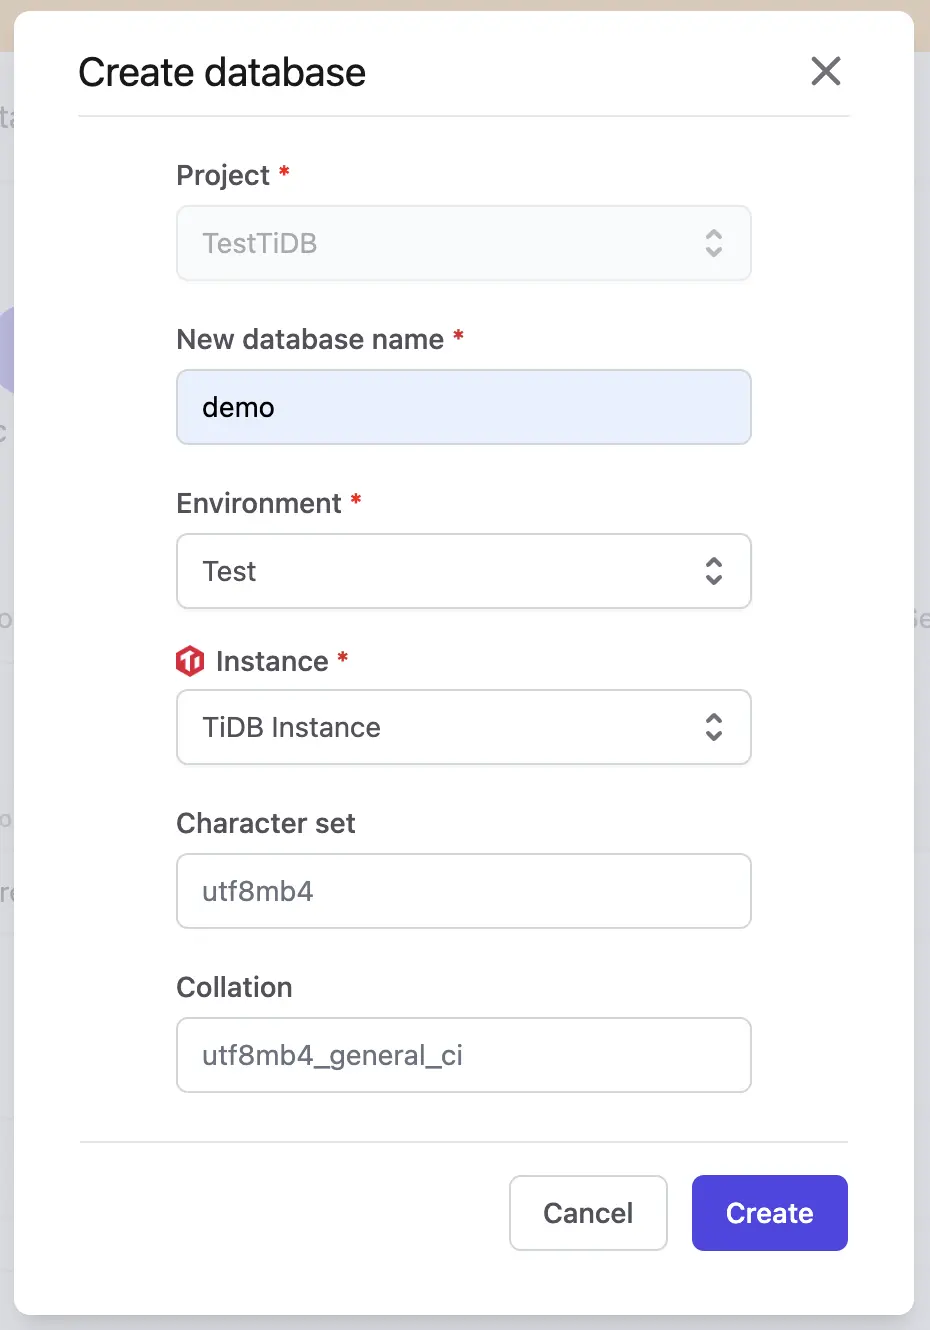 Create database
Project *
TestTiDB
New database name *
demo
Environment *
Test
Instance *
TiDB Instance
Character set
utf8mb4
Collation
utf8mb4_general_ci
Cancel
Create